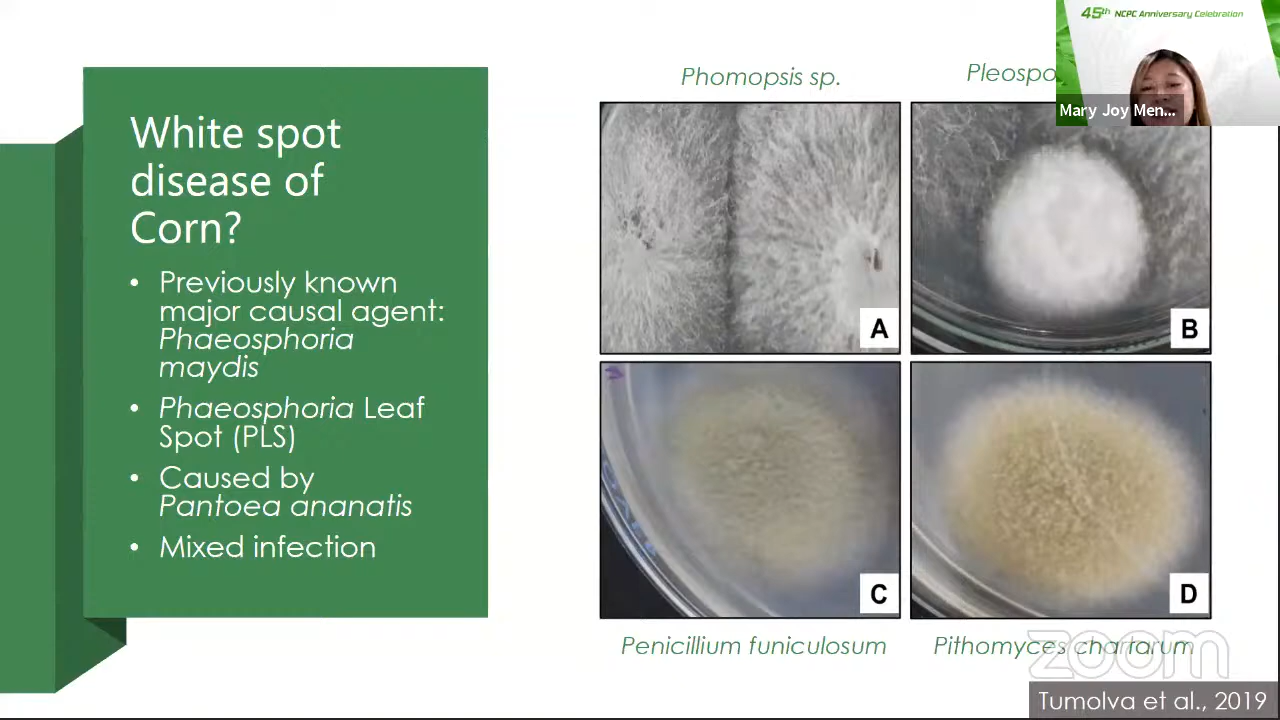 45th NCPC Anniversary Celebration
Mary Joy Men...
White spot
disease of
Corn?
• Previously known
major causal agent:
Phaeosphoria
maydis
• Phaeosphoria Leaf
Spot (PLS)
• Caused by
Pantoea ananatis
• Mixed infection
Phomopsis sp.
Pleospo
A
B
C
D
Penicillium funiculosum
Pithomyces chartarum
zoom
Tumolva et al., 2019